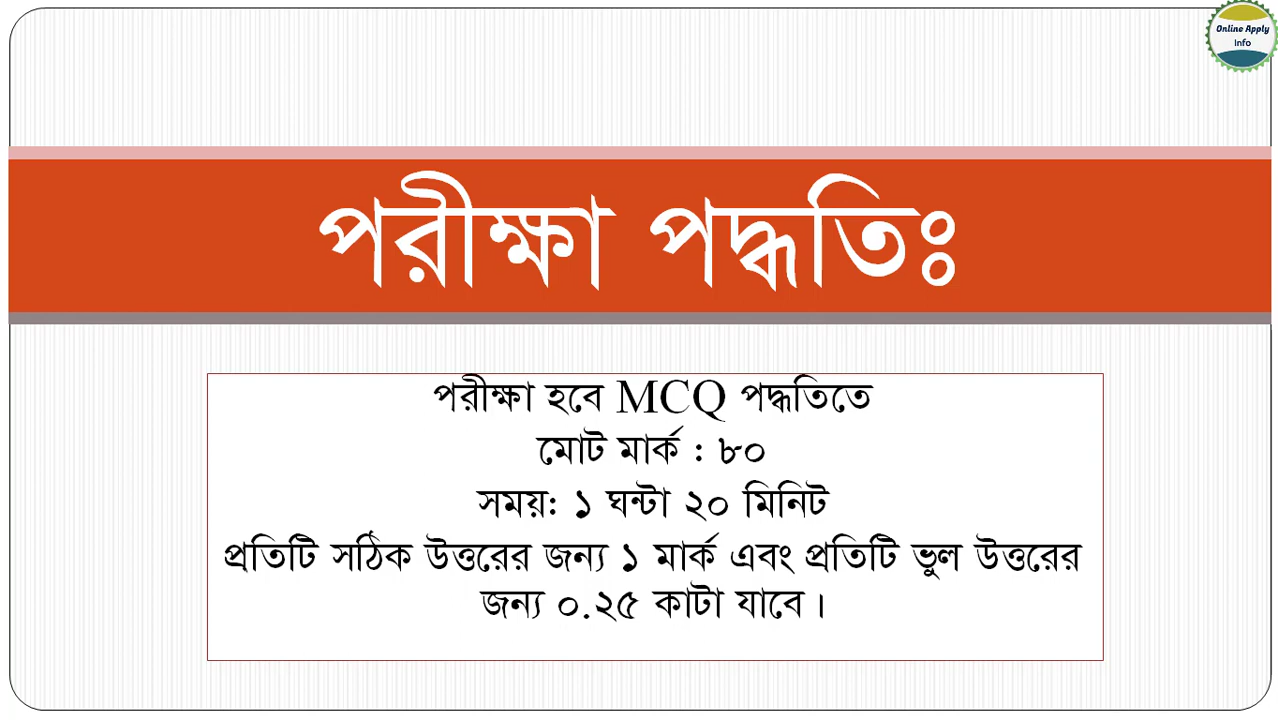 Online Apply
Info
পরীক্ষা পদ্ধতিঃ
পরীক্ষা হবে MCQ পদ্ধতিতে
মোট মার্ক : ৮০
সময়: ১ ঘন্টা ২০ মিনিট
প্রতিটি সঠিক উত্তরের জন্য ১ মার্ক এবং প্রতিটি ভুল উত্তরের
জন্য ০.২৫ কাটা যাবে।